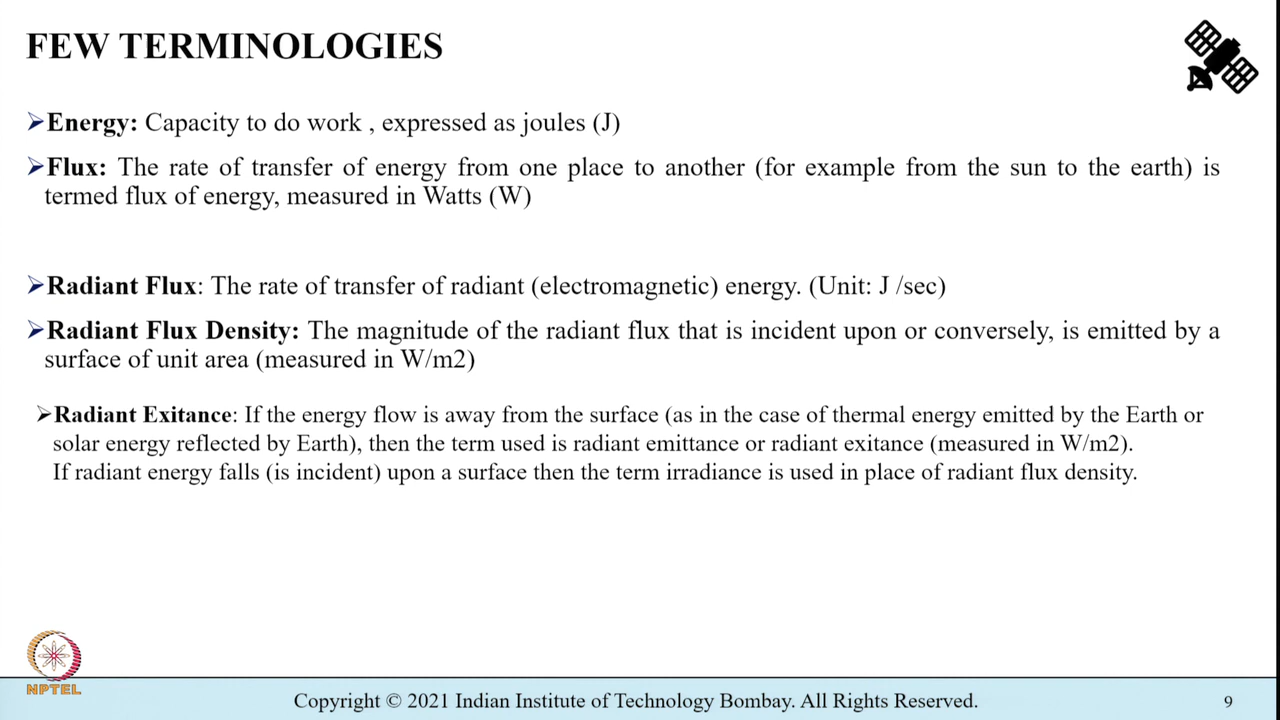 FEW TERMINOLOGIES
➢Energy: Capacity to do work , expressed as joules (J)
➢Flux: The rate of transfer of energy from one place to another (for example from the sun to the earth) is
termed flux of energy, measured in Watts (W)
➢Radiant Flux: The rate of transfer of radiant (electromagnetic) energy. (Unit: J /sec)
➢Radiant Flux Density: The magnitude of the radiant flux that is incident upon or conversely, is emitted by a
surface of unit area (measured in W/m2)
➢Radiant Exitance: If the energy flow is away from the surface (as in the case of thermal energy emitted by the Earth or
solar energy reflected by Earth), then the term used is radiant emittance or radiant exitance (measured in W/m2).
If radiant energy falls (is incident) upon a surface then the term irradiance is used in place of radiant flux density.
NPTEL
Copyright © 2021 Indian Institute of Technology Bombay. All Rights Reserved.
9